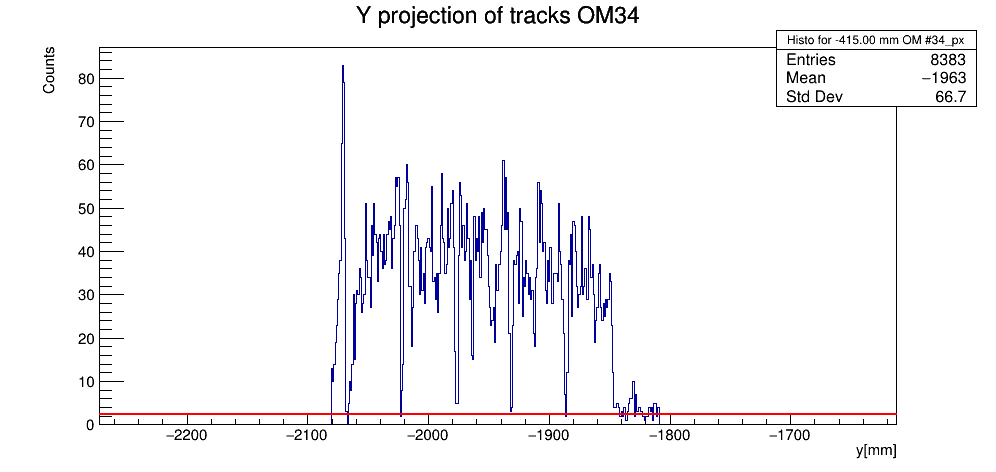 Y projection of tracks OM34
Histo for -415.00 mm OM #34_px
Entries 8383
Mean −1963
Std Dev 66.7
Counts
80
70
60
50
40
30
20
10
0
−2200 −2100 −2000 −1900 −1800 −1700
y[mm]